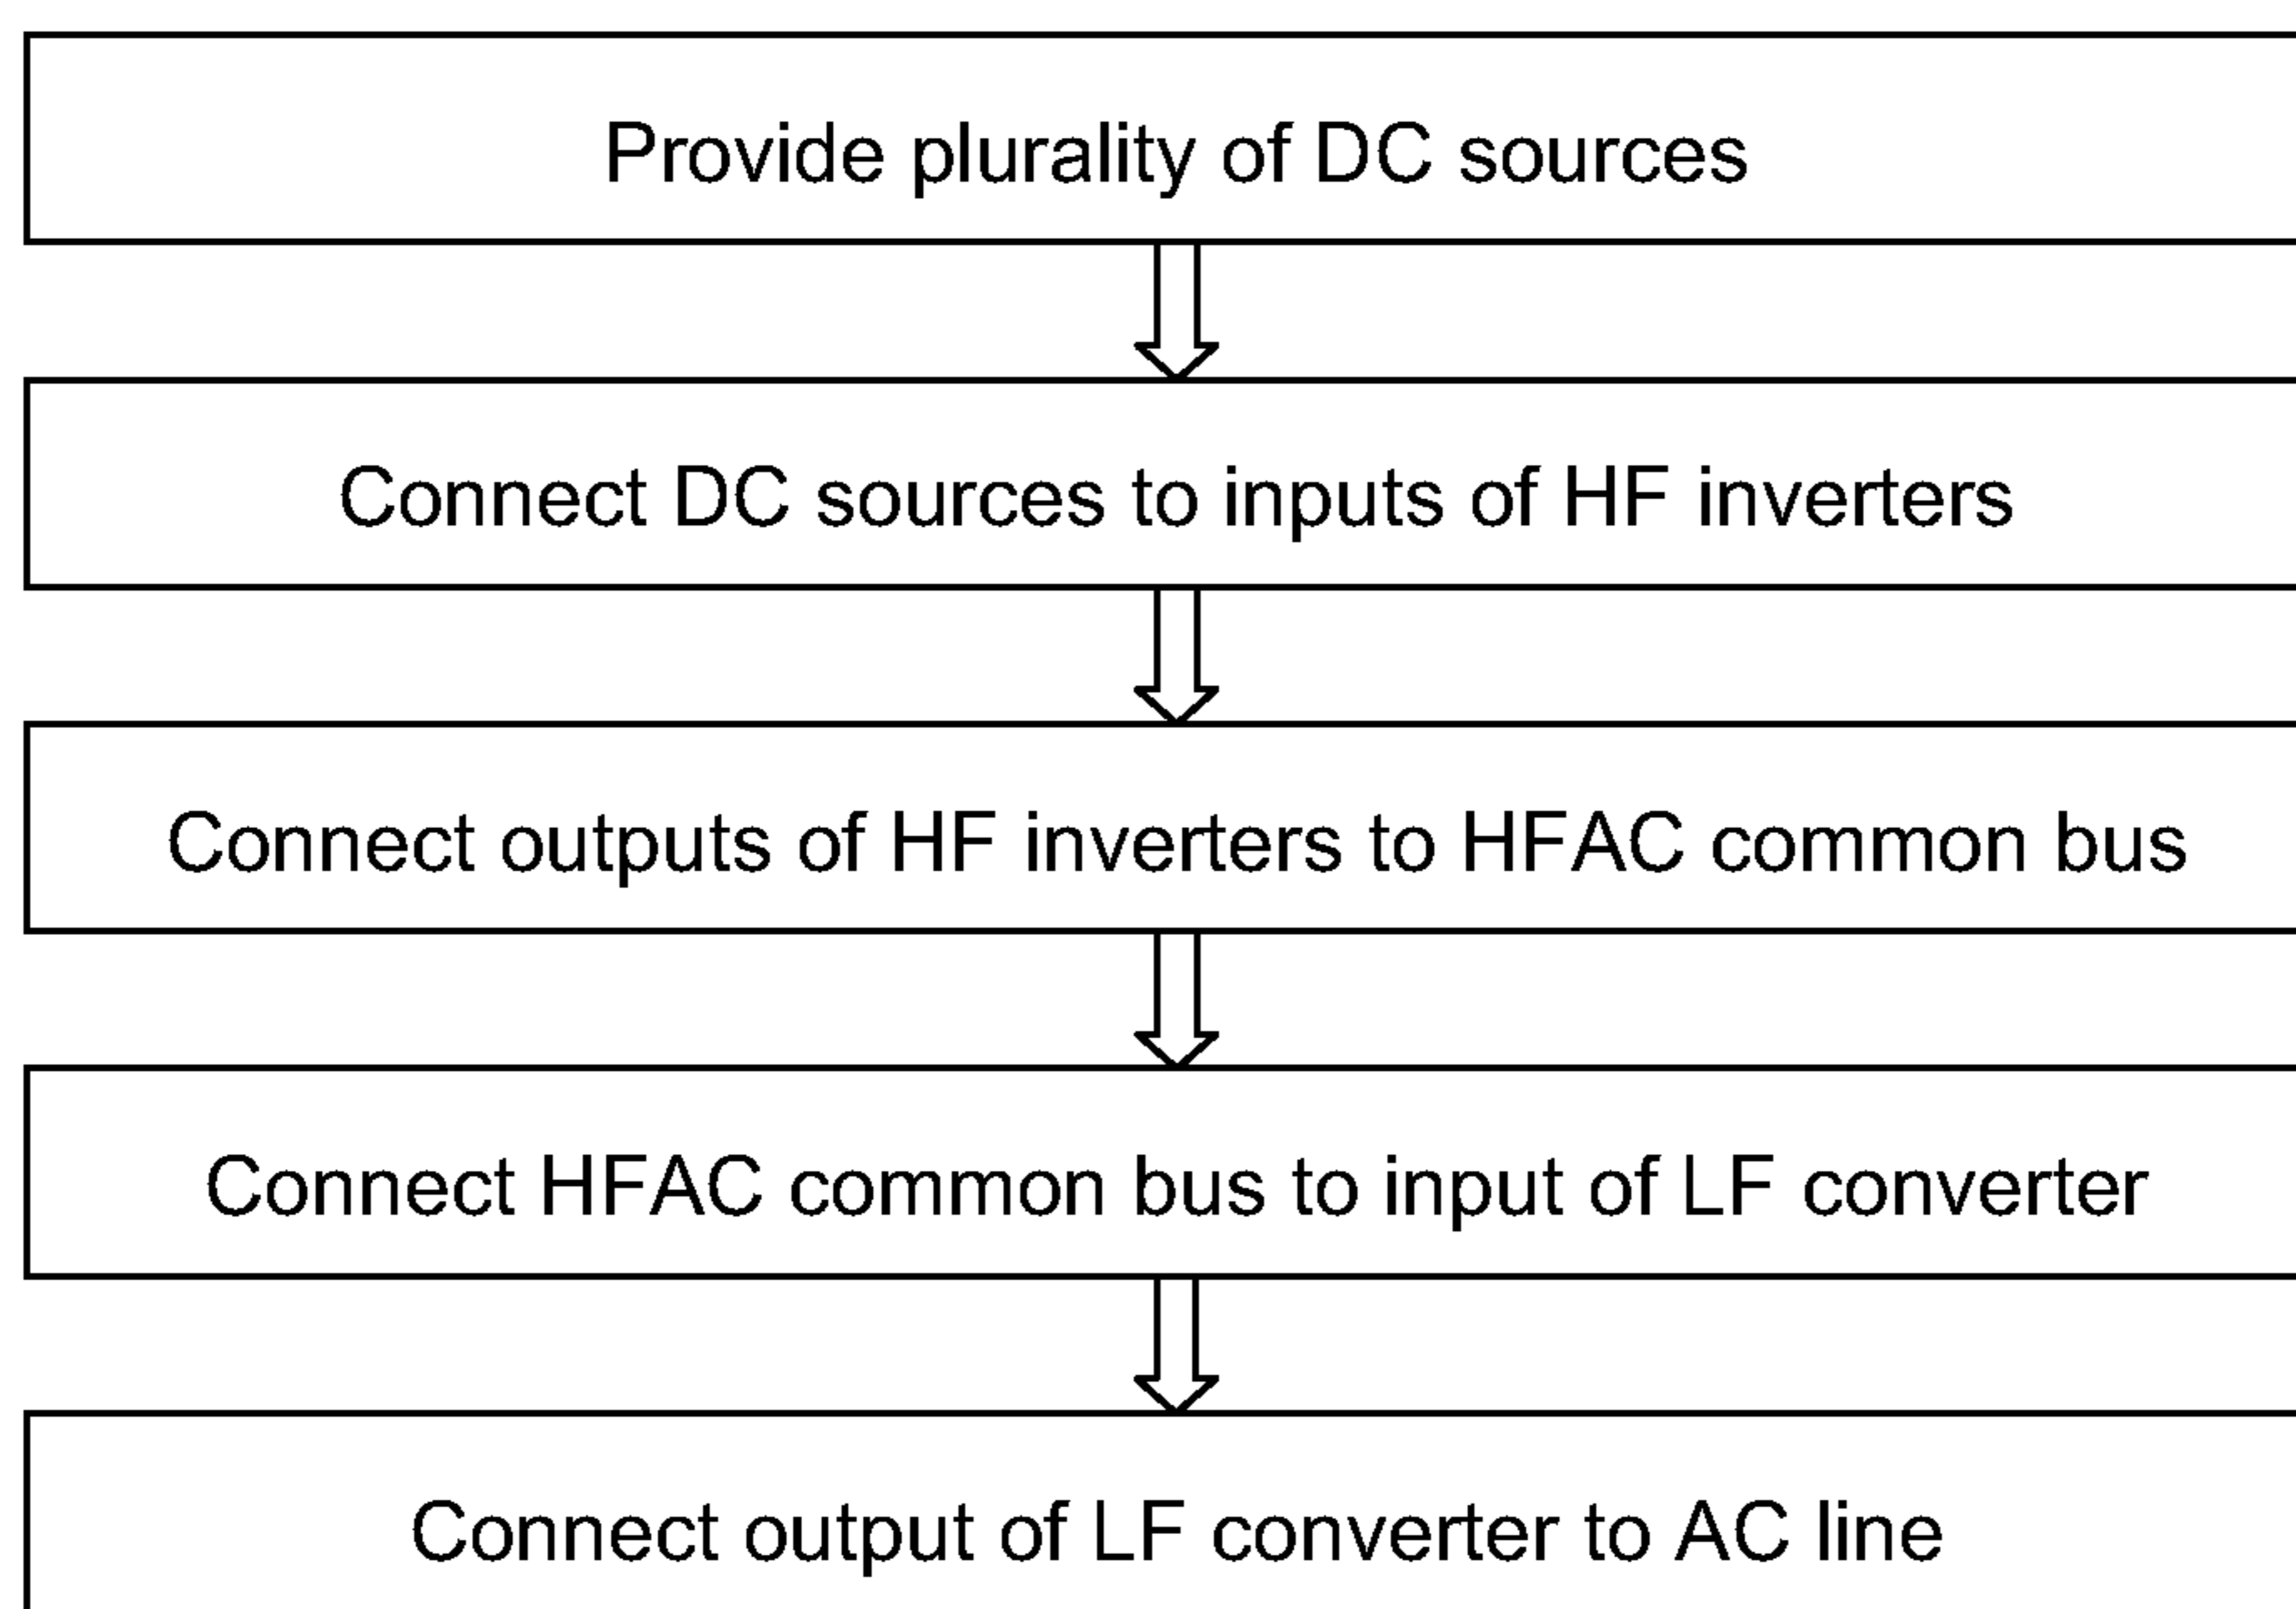 Provide plurality of DC sources
Connect DC sources to inputs of HF inverters
Connect outputs of HF inverters to HFAC common bus
Connect HFAC common bus to input of LF converter
Connect output of LF converter to AC line